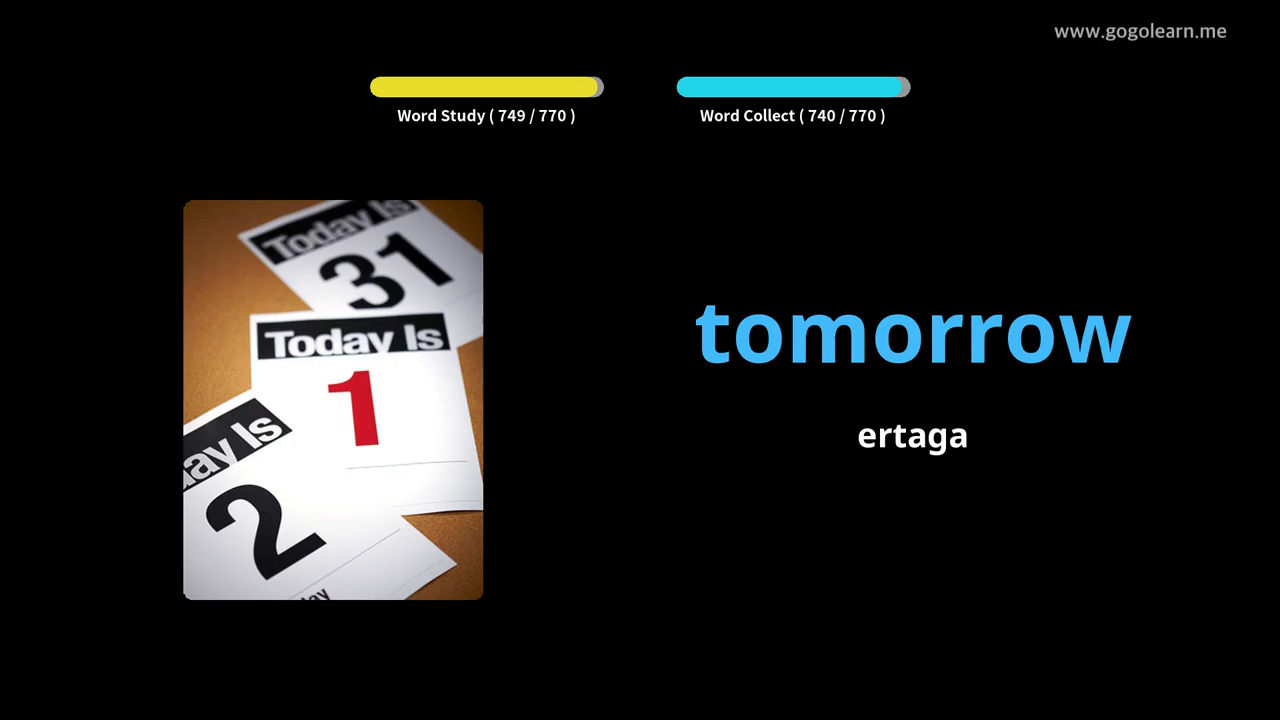 www.gogolearn.me
Word Study ( 749 / 770 )
Word Collect ( 740 / 770 )
Today Is
31
Today Is
1
tomorrow
ertaga
ay Is
2